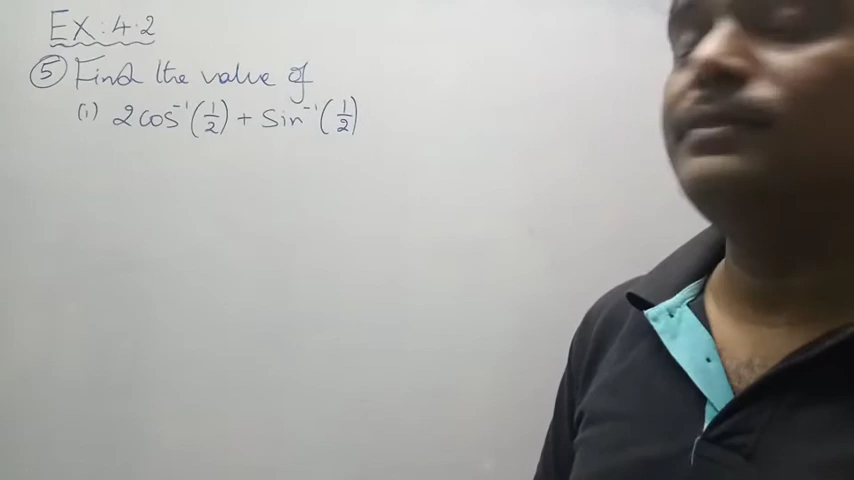 Ex: 4.2
⑤ Find the value of
(i) 2cos⁻¹(1/2) + Sin⁻¹(1/2)